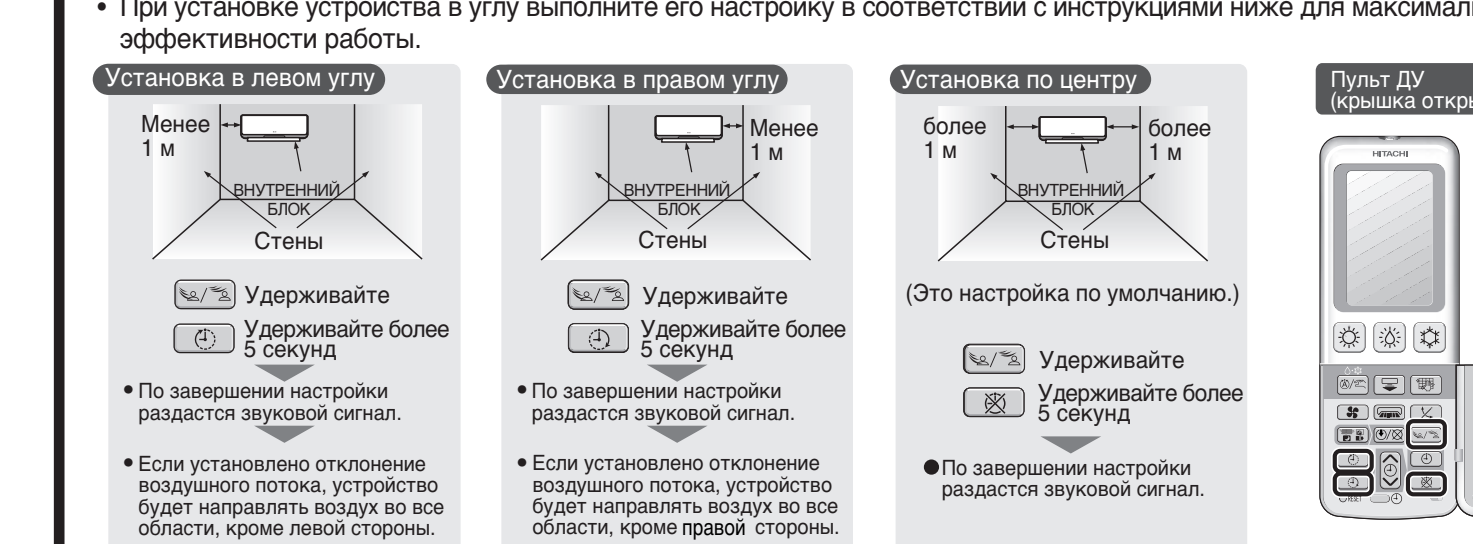 • При установке устройства в углу выполните его настройку в соответствии с инструкциями ниже для
эффективности работы.
Установка в левом углу
Менее
1 м
ВНУТРЕННИЙ
БЛОК
Стены
Удерживайте
Удерживайте более
5 секунд
• По завершении настройки
раздастся звуковой сигнал.
• Если установлено отклонение
воздушного потока, устройство
будет направлять воздух во все
области, кроме левой стороны.
Установка в правом углу
Менее
1 м
ВНУТРЕННИЙ
БЛОК
Стены
Удерживайте
Удерживайте более
5 секунд
• По завершении настройки
раздастся звуковой сигнал.
• Если установлено отклонение
воздушного потока, устройство
будет направлять воздух во все
области, кроме правой стороны.
Установка по центру
более
1 м
более
1 м
ВНУТРЕННИЙ
БЛОК
Стены
(Это настройка по умолчанию.)
Удерживайте
Удерживайте более
5 секунд
●По завершении настройки
раздастся звуковой сигнал.
Пульт ДУ
(крышка
HITACHI
RESET